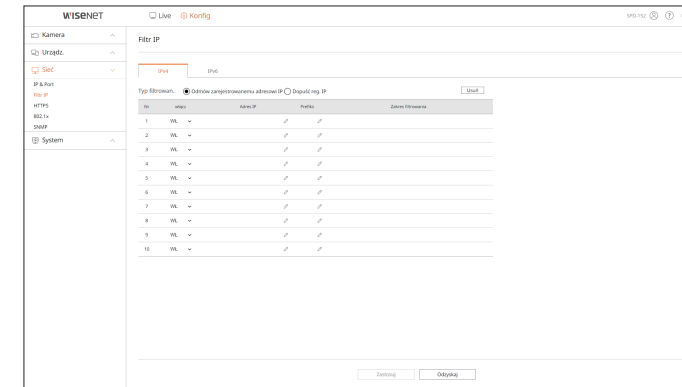 WISENET
Live Konfig
SPN-152
Kamera
Urządz.
Sieć
IP & Port
Filtr IP
HTTPS
802.1x
SNMP
System
Filtr IP
IPv4 IPv6
Typ filtrowan. Odmów zarejestrowanemu adresowi IP Dopuść reg. IP Usuń
Nr włącz Adres IP Prefiks Zakres filtrowania
1 WŁ.
2 WŁ.
3 WŁ.
4 WŁ.
5 WŁ.
6 WŁ.
7 WŁ.
8 WŁ.
9 WŁ.
10 WŁ.
Zastosuj Odzyskaj